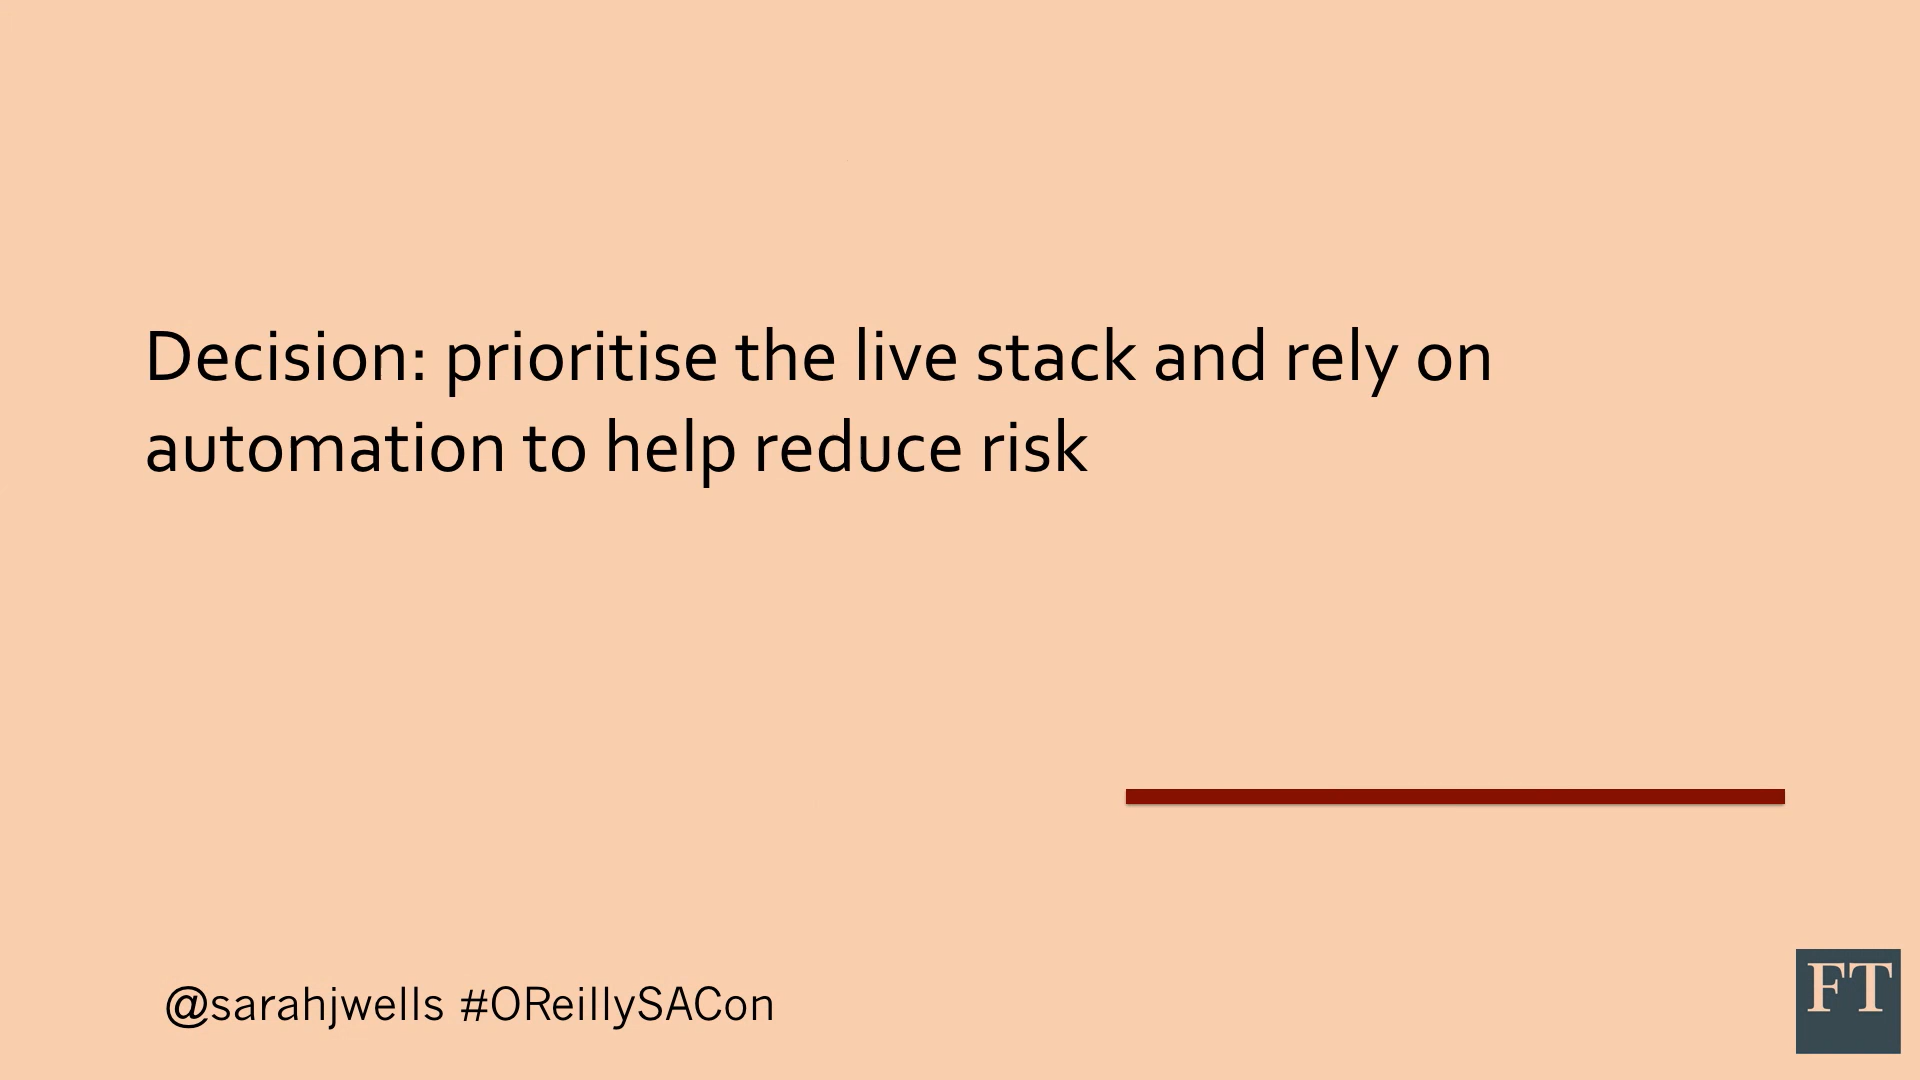 Decision: prioritise the live stack and rely on
automation to help reduce risk
@sarahjwells #OReillySACon
FT